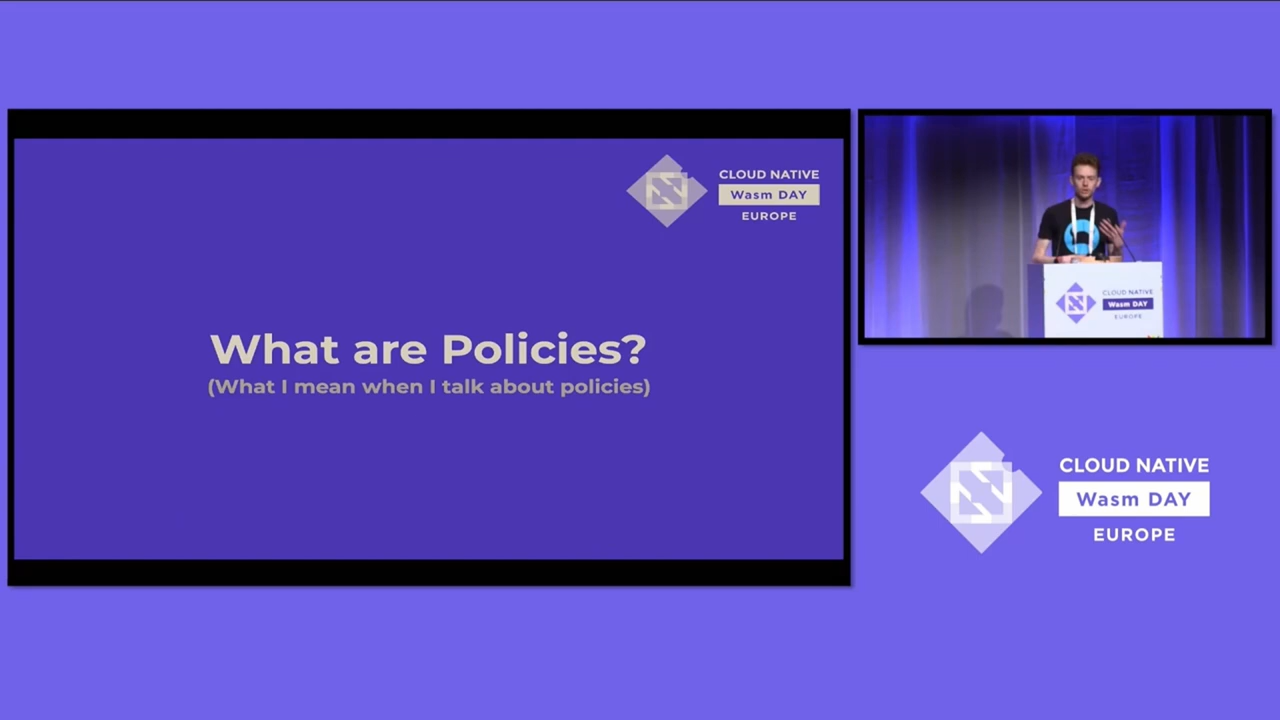 CLOUD NATIVE
Wasm DAY
EUROPE
What are Policies?
(What I mean when I talk about policies)
CLOUD NATIVE
Wasm DAY
EUROPE
CLOUD NATIVE
Wasm DAY
EUROPE